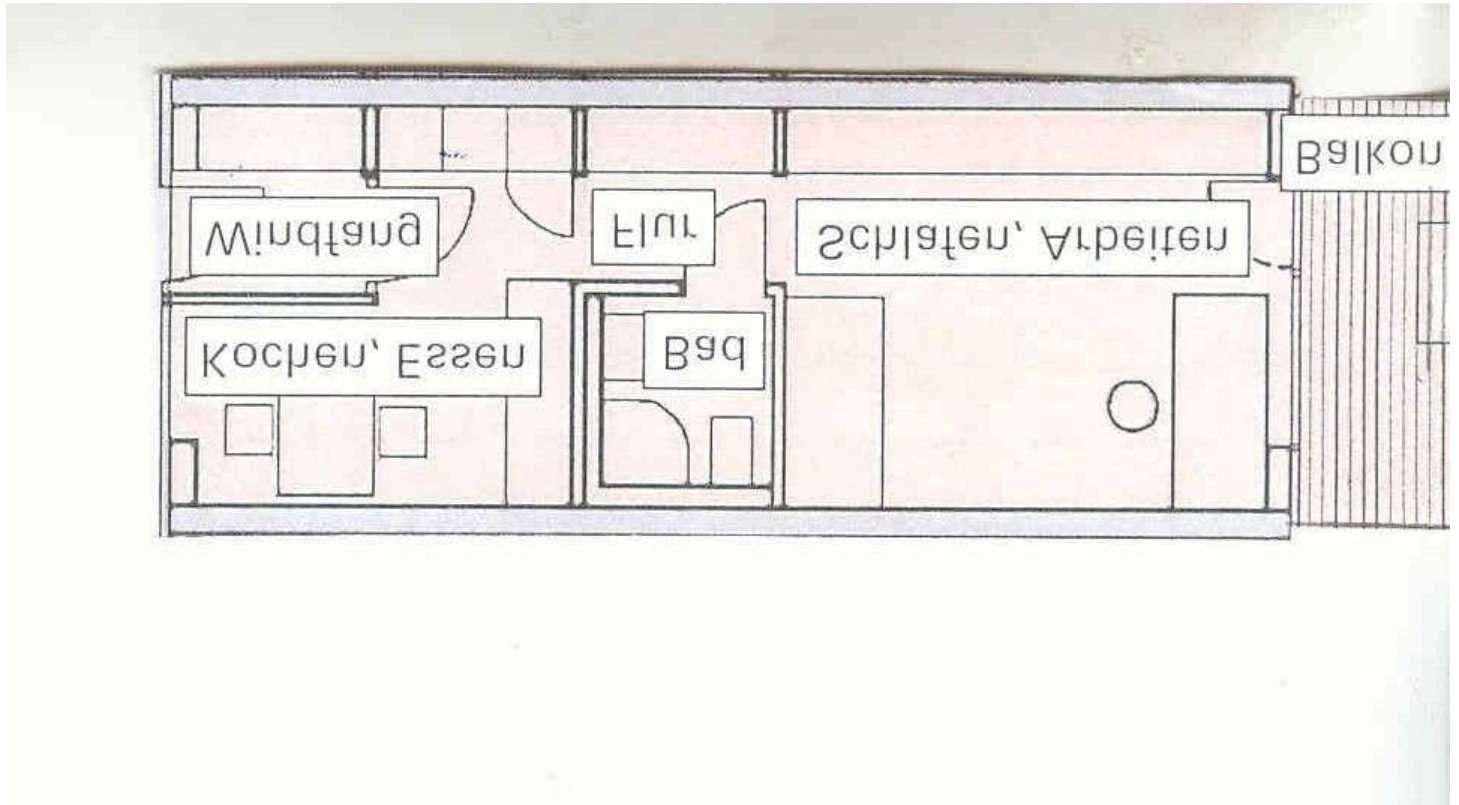 Balkon
Windfang
Flur
Schlafen, Arbeiten
Kochen, Essen
Bad